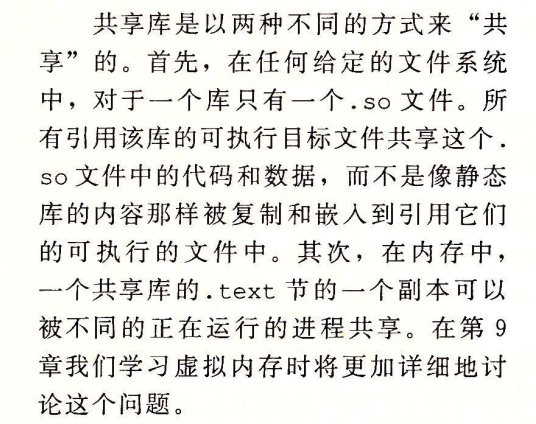 共享库是以两种不同的方式来“共
享”的。首先，在任何给定的文件系统
中，对于一个库只有一个.so 文件。所
有引用该库的可执行目标文件共享这个.
so 文件中的代码和数据，而不是像静态
库的内容那样被复制和嵌入到引用它们
的可执行的文件中。其次，在内存中，
一个共享库的.text 节的一个副本可以
被不同的正在运行的进程共享。在第 9
章我们学习虚拟内存时将更加详细地讨
论这个问题。